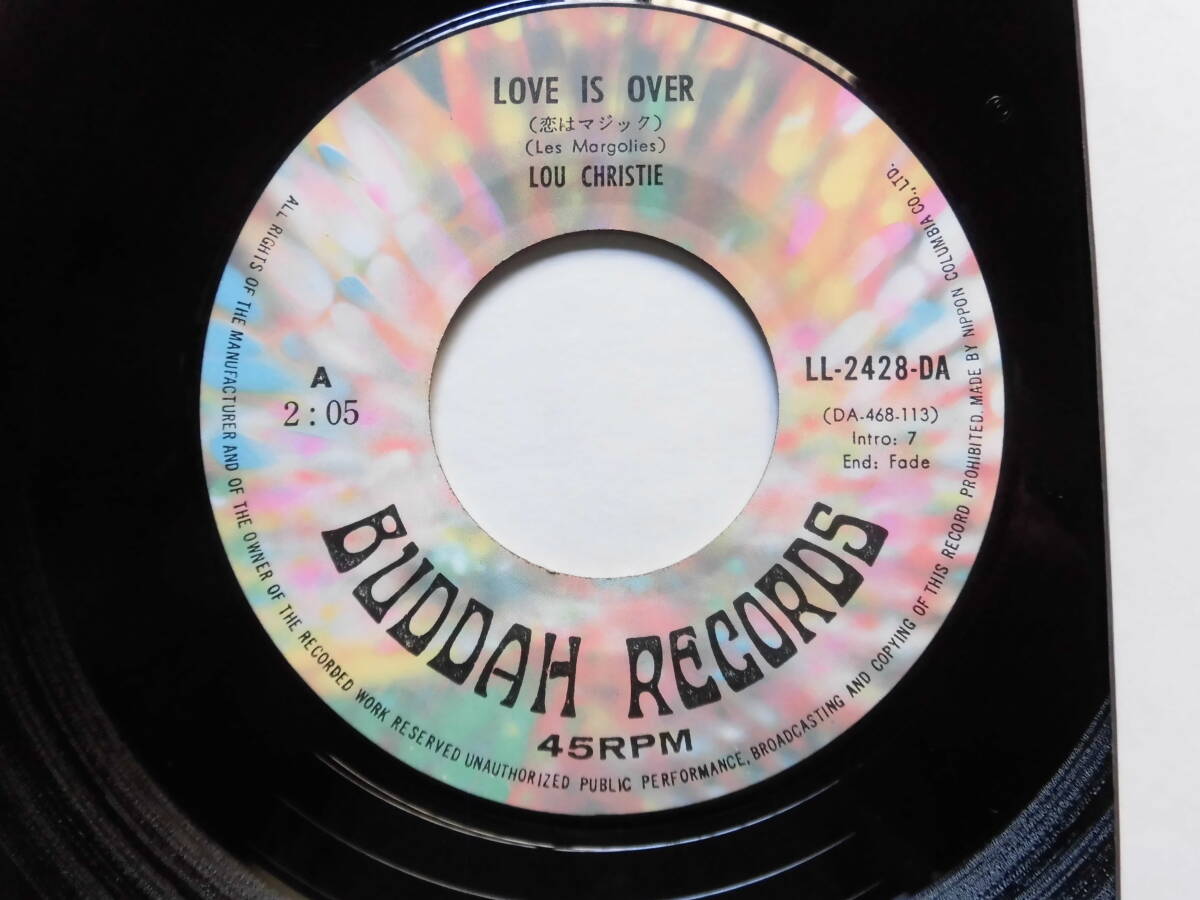 LOVE IS OVER
(恋はマジック)
(Les Margolies)
LOU CHRISTIE
A
2:05
LL-2428-DA
(DA-468-113)
Intro: 7
End: Fade
BUDDAH RECORDS
45RPM
ALL RIGHTS OF THE MANUFACTURER AND OF THE OWNER OF THE RECORDED WORK RESERVED UNAUTHORIZED PUBLIC PERFORMANCE, BROADCASTING AND COPYING OF THIS RECORD PROHIBITED. MADE BY NIPPON COLUMBIA CO., LTD.